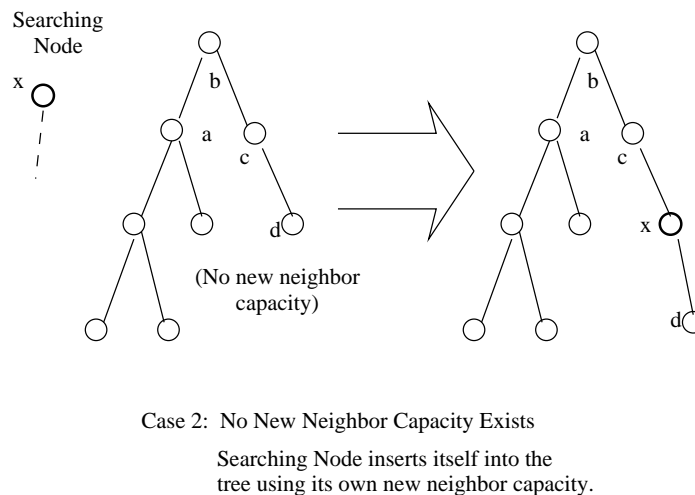 Searching
Node
x
b
a
c
d
(No new neighbor
capacity)
b
a
c
x
d
Case 2: No New Neighbor Capacity Exists
Searching Node inserts itself into the
tree using its own new neighbor capacity.